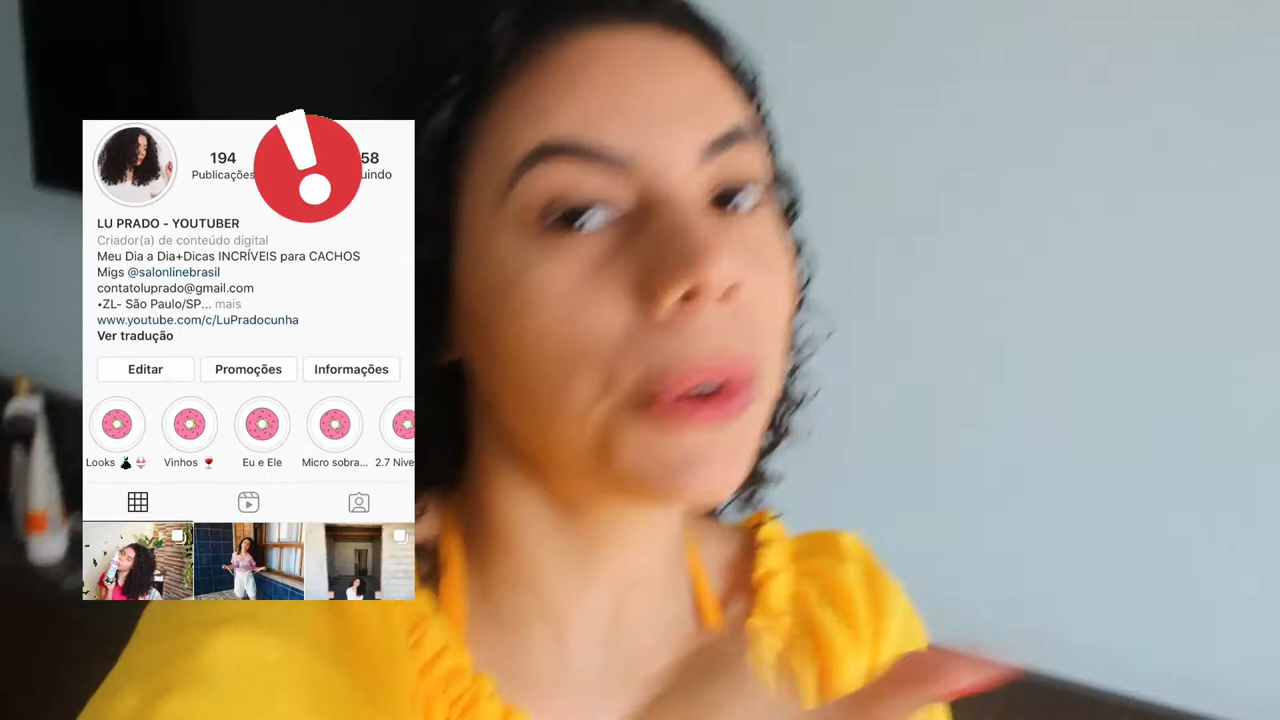 194
58
Publicações
uindo
LU PRADO - YOUTUBER
Criador(a) de conteúdo digital
Meu Dia a Dia+Dicas INCRÍVEIS para CACHOS
Migs @salonlinebrasil
contatoluprado@gmail.com
•ZL- São Paulo/SP... mais
www.youtube.com/c/LuPradocunha
Ver tradução
Editar Promoções Informações
Looks Vinhos Eu e Ele Micro sobra... 2.7 Nive